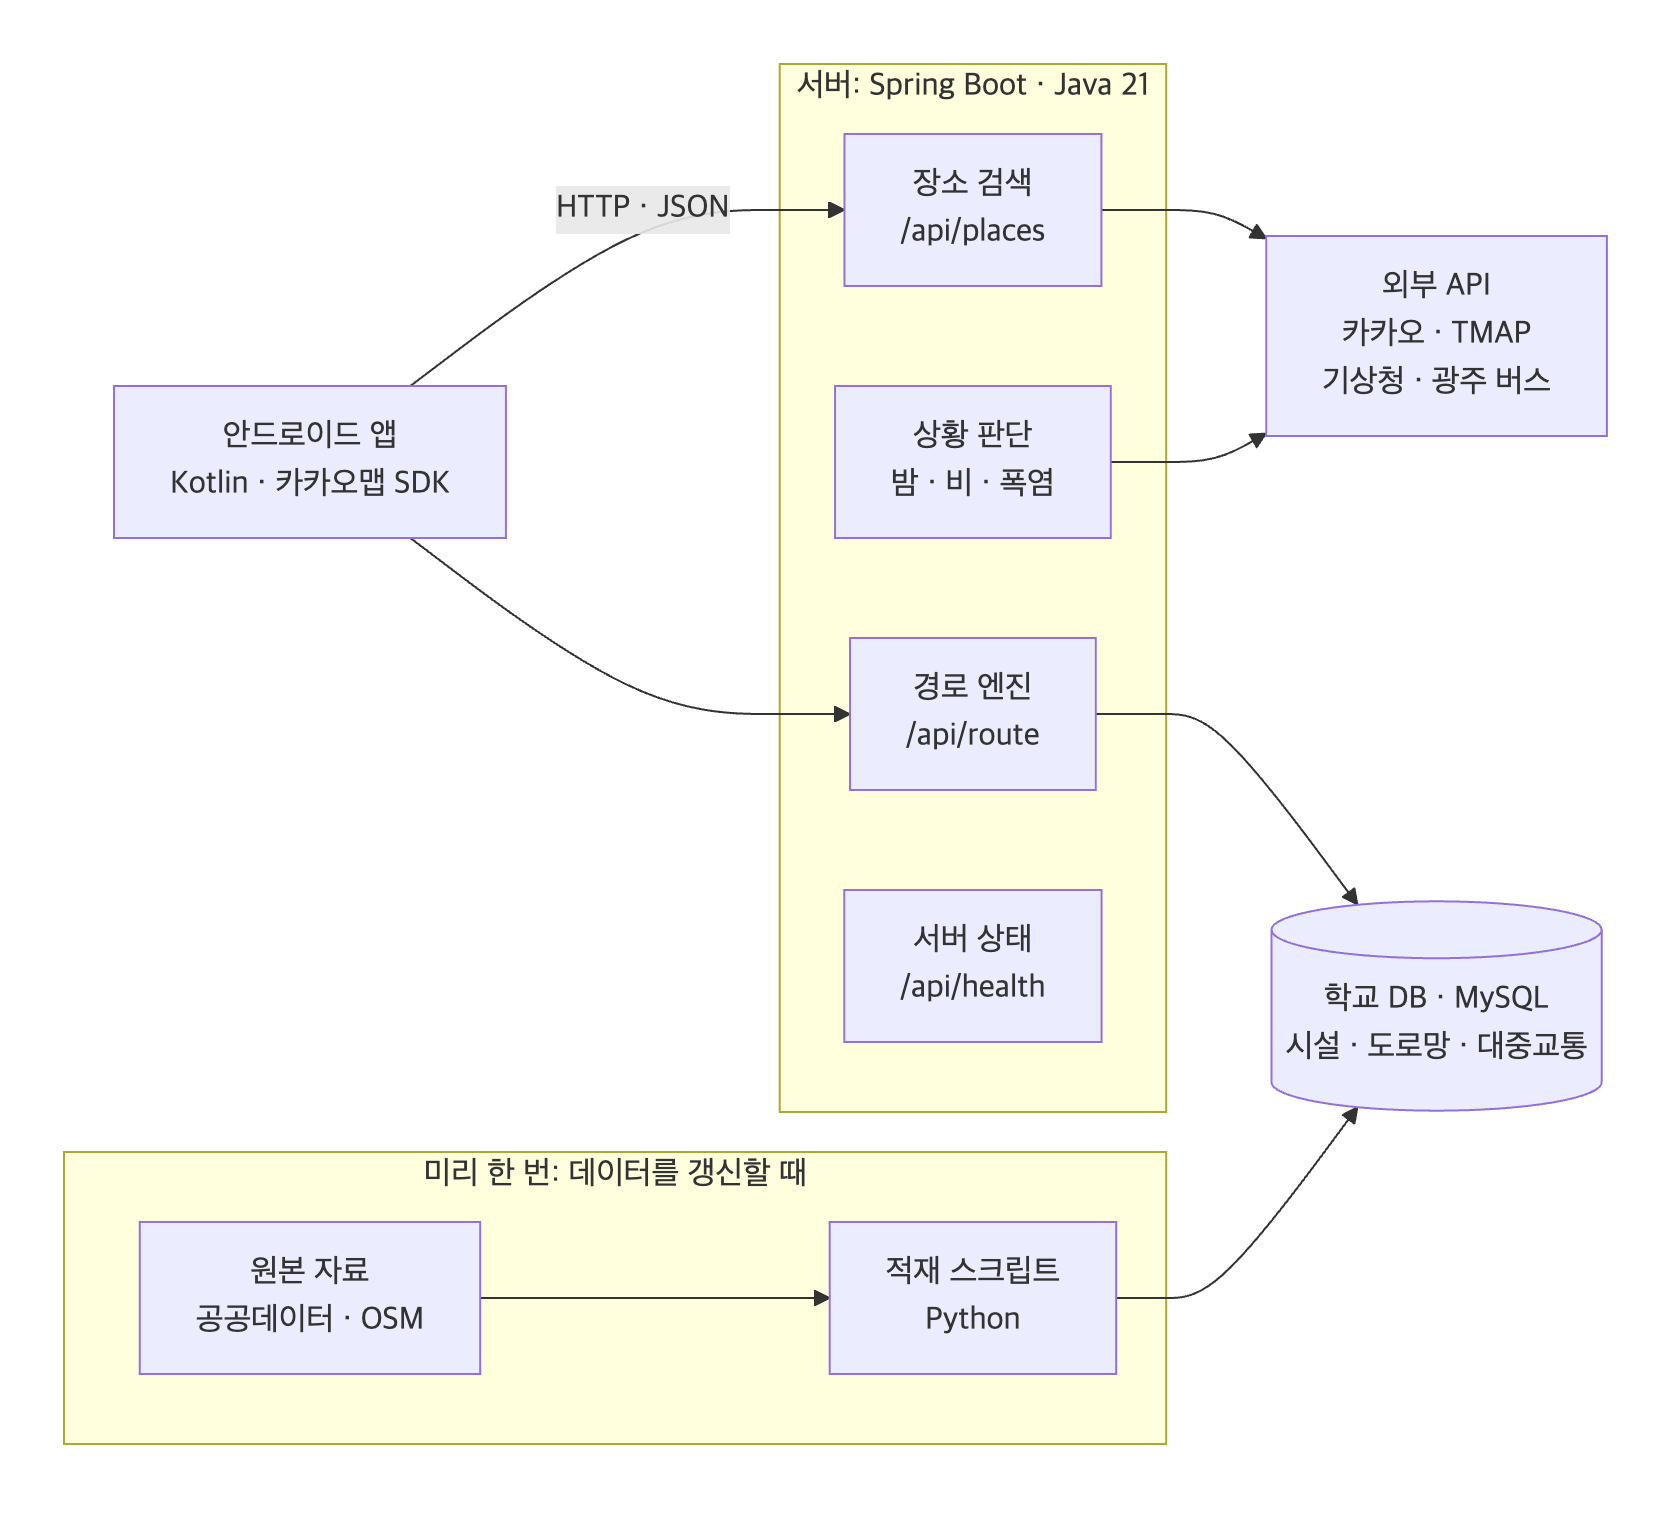 서버: Spring Boot · Java 21
장소 검색
/api/places
HTTP · JSON
외부 API
카카오 · TMAP
기상청 · 광주 버스
안드로이드 앱
Kotlin · 카카오맵 SDK
상황 판단
밤 · 비 · 폭염
경로 엔진
/api/route
서버 상태
/api/health
학교 DB · MySQL
시설 · 도로망 · 대중교통
미리 한 번: 데이터를 갱신할 때
원본 자료
공공데이터 · OSM
적재 스크립트
Python